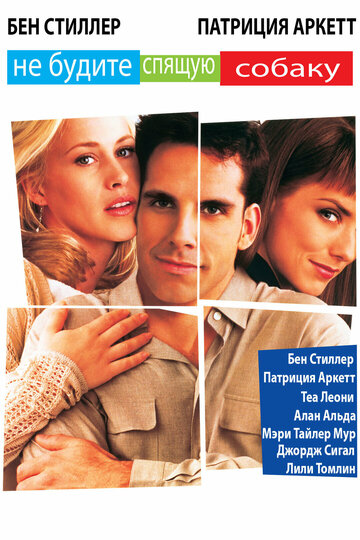 БЕН СТИЛЛЕР ПАТРИЦИЯ АРКЕТТ
не будите спящую собаку
Бен Стиллер
Патриция Аркетт
Теа Леони
Алан Альда
Мэри Тайлер Мур
Джордж Сигал
Лили Томлин